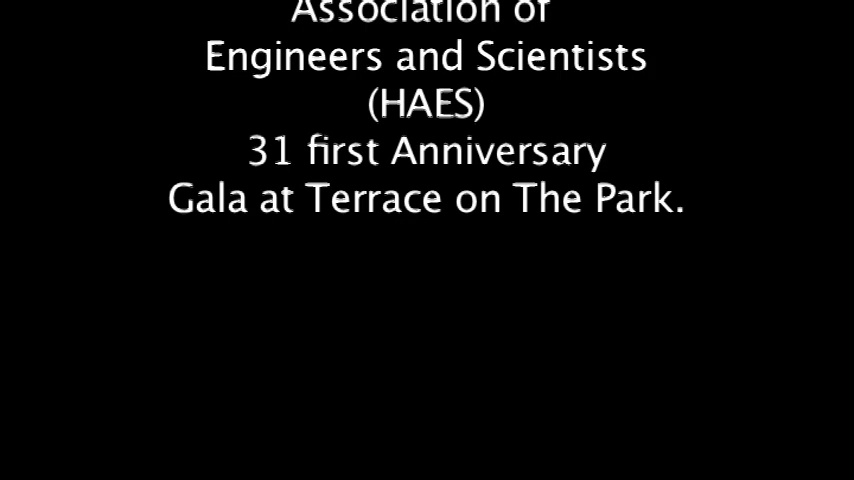 Association of
Engineers and Scientists
(HAES)
31 first Anniversary
Gala at Terrace on The Park.